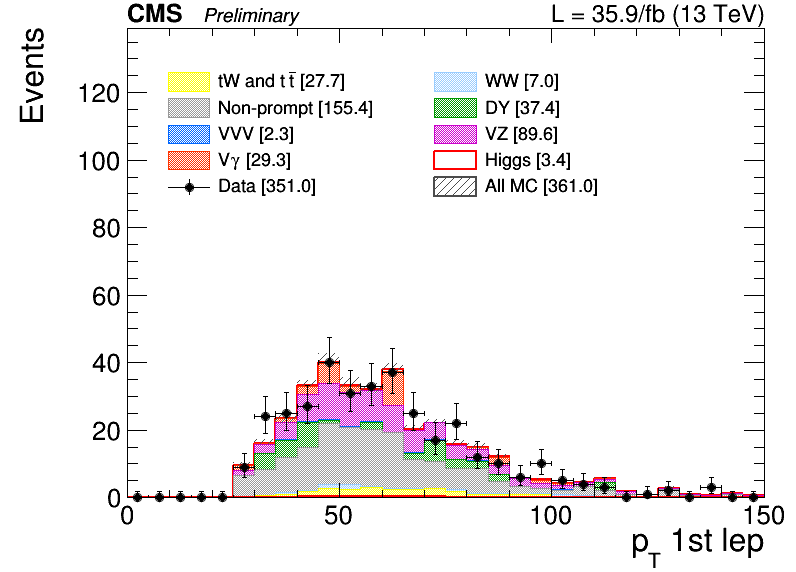 CMS Preliminary L = 35.9/fb (13 TeV)
Events
tW and t t̄ [27.7] WW [7.0]
Non-prompt [155.4] DY [37.4]
VVV [2.3] VZ [89.6]
Vγ [29.3] Higgs [3.4]
Data [351.0] All MC [361.0]
120
100
80
60
40
20
0
0 50 100 150
p_T 1st lep